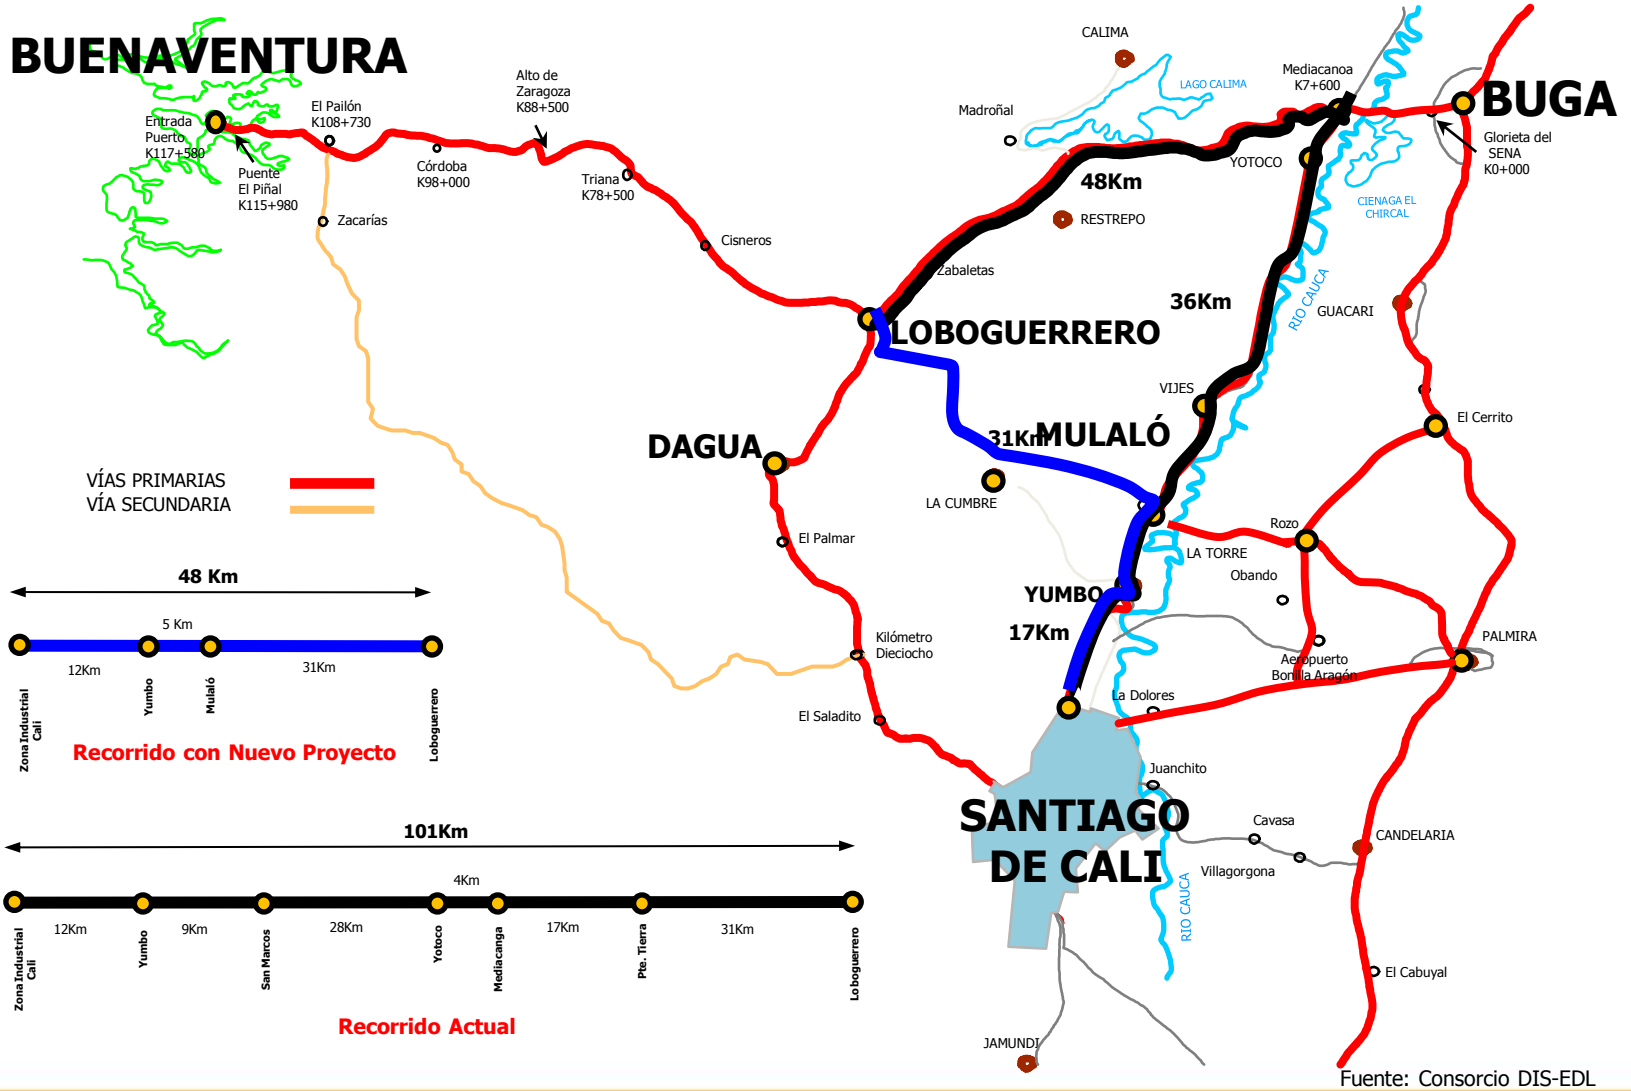 BUENAVENTURA
CALIMA
LAGO CALIMA
Mediacanoa
K7+600
BUGA
Alto de
Zaragoza
K88+500
El Pailón
K108+730
Entrada
Puerto
K117+580
Madroñal
Glorieta del
SENA
K0+000
Córdoba
K98+000
Puente
El Piñal
K115+980
Triana
K78+500
YOTOCO
48Km
CIENAGA EL
CHIRCAL
Zacarías
RESTREPO
Cisneros
Zabaletas
RIO CAUCA
36Km
GUACARI
LOBOGUERRERO
VIJES
El Cerrito
31Km
MULALÓ
DAGUA
VÍAS PRIMARIAS
VÍA SECUNDARIA
LA CUMBRE
Rozo
El Palmar
LA TORRE
Obando
48 Km
YUMBO
5 Km
17Km
Kilómetro
Dieciocho
PALMIRA
Aeropuerto
Bonilla Aragón
12Km
31Km
La Dolores
El Saladito
Zona Industrial
Cali
Yumbo
Mulaló
Loboguerrero
Recorrido con Nuevo Proyecto
Juanchito
SANTIAGO
DE CALI
Cavasa
CANDELARIA
Villagorgona
101Km
4Km
12Km
9Km
28Km
17Km
31Km
RIO CAUCA
Zona Industrial
Cali
Yumbo
San Marcos
Yotoco
Mediacanga
Pte. Tierra
Loboguerrero
El Cabuyal
Recorrido Actual
JAMUNDI
Fuente: Consorcio DIS-EDL